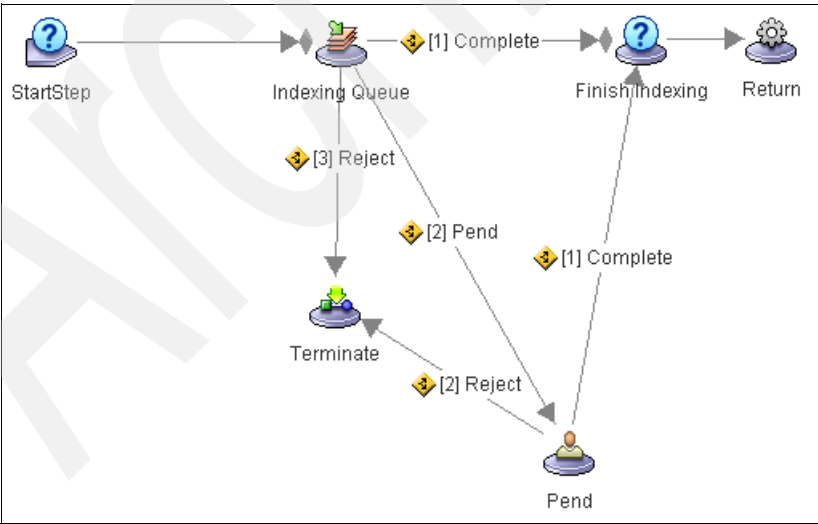 [1] Complete
StartStep
Indexing Queue
Finish Indexing
Return
[3] Reject
[2] Pend
[1] Complete
Terminate
[2] Reject
Pend